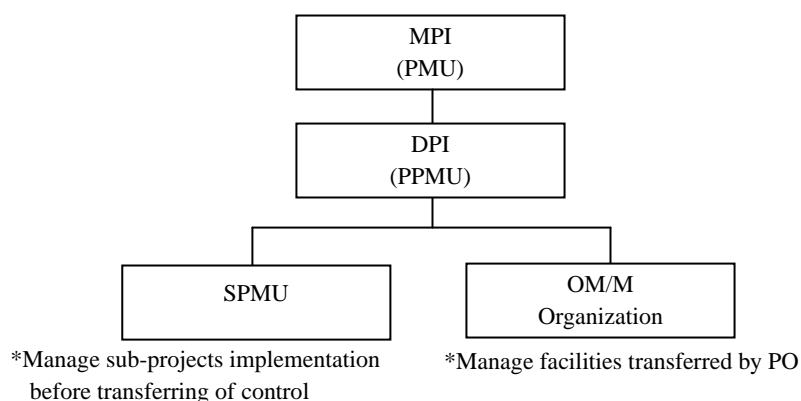 MPI
(PMU)
DPI
(PPMU)
SPMU
OM/M
Organization
*Manage sub-projects implementation
before transferring of control
*Manage facilities transferred by PO